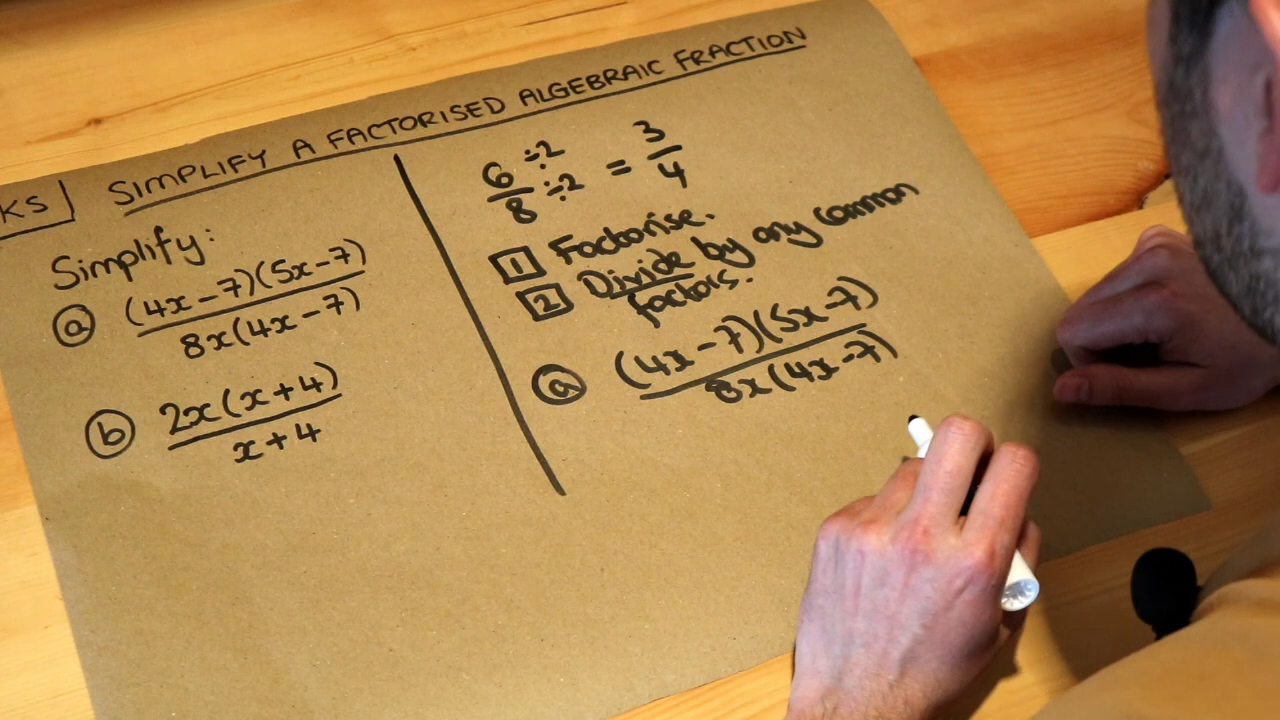 KS
SIMPLIFY A FACTORISED ALGEBRAIC FRACTION
Simplify:
(a) (4x-7)(5x-7)
8x(4x-7)
(b) 2x(x+4)
x+4
6 ÷2 = 3
8 ÷2 4
1 Factorise.
2 Divide by any common
factors.
(a) (4x-7)(5x-7)
8x(4x-7)